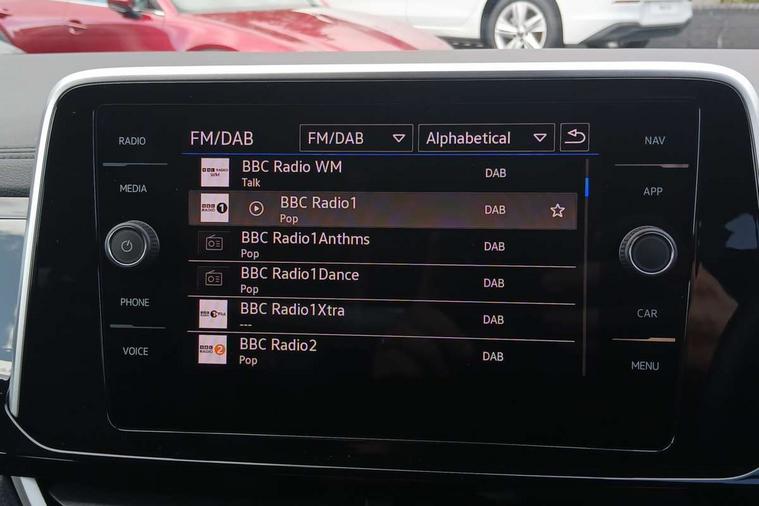 RADIO
MEDIA
PHONE
VOICE
FM/DAB
FM/DAB
Alphabetical
BBC Radio WM
Talk
DAB
BBC Radio1
Pop
DAB
BBC Radio1Anthms
Pop
DAB
BBC Radio1Dance
Pop
DAB
BBC Radio1Xtra
---
DAB
BBC Radio2
Pop
DAB
NAV
APP
CAR
MENU